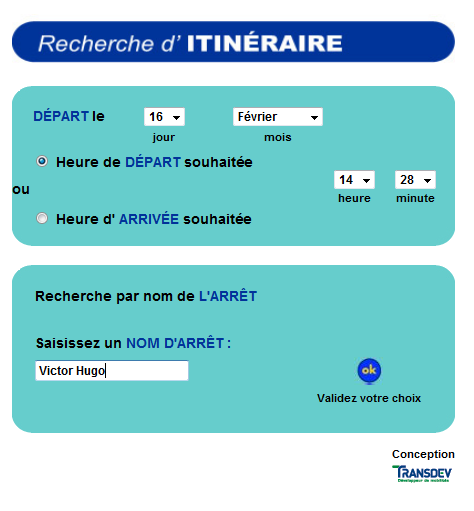 Recherche d' ITINÉRAIRE
DÉPART le 16 Février
jour mois
Heure de DÉPART souhaitée
14 28
ou
heure minute
Heure d' ARRIVÉE souhaitée
Recherche par nom de L'ARRÊT
Saisissez un NOM D'ARRÊT :
Victor Hugo
ok
Validez votre choix
Conception
TRANSDEV
Développeur de mobilités